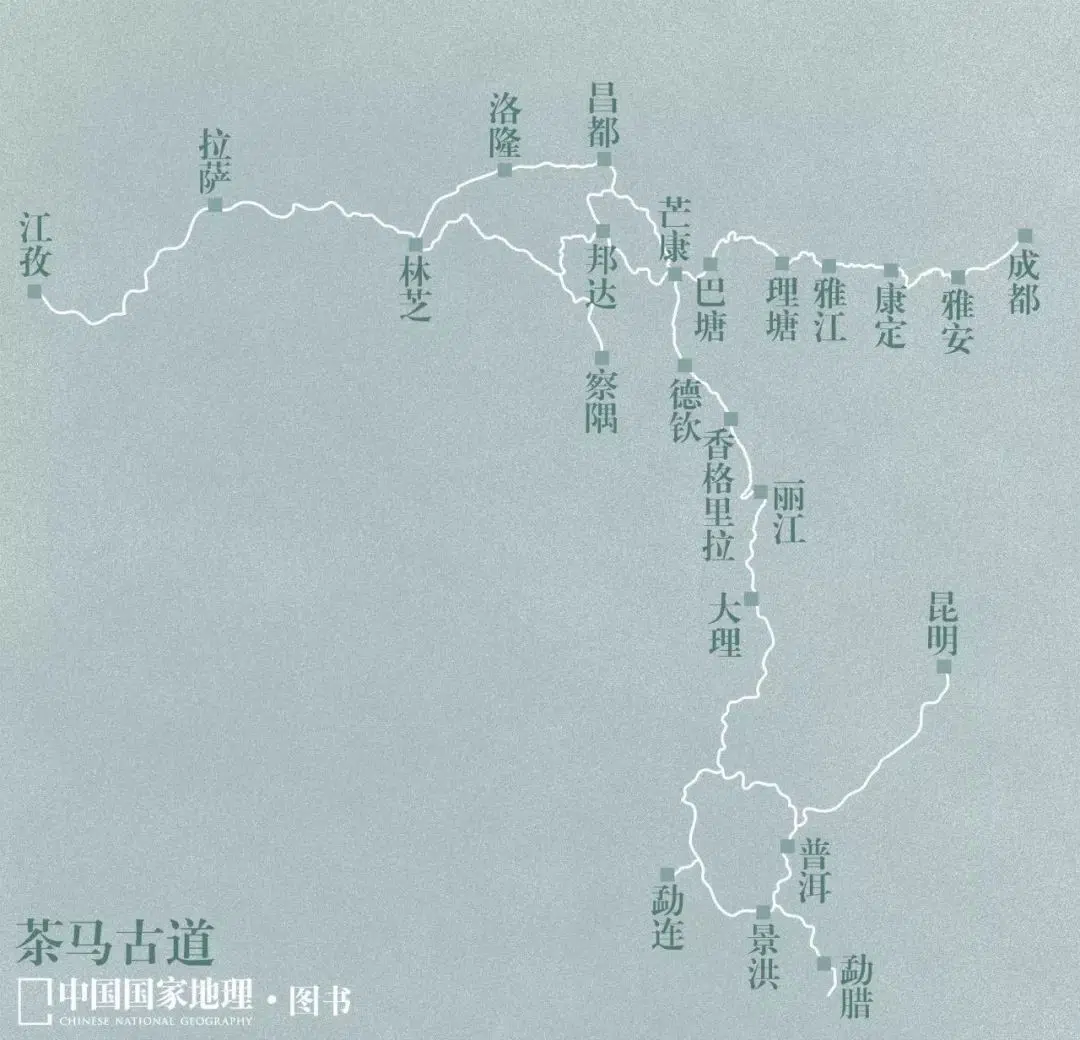 昌都
洛隆
拉萨
芒康
江孜
邦达
林芝
巴塘
理塘
雅江
康定
雅安
成都
察隅
德钦
香格里拉
丽江
大理
昆明
普洱
勐连
景洪
勐腊
茶马古道
中国国家地理·图书
CHINESE NATIONAL GEOGRAPHY